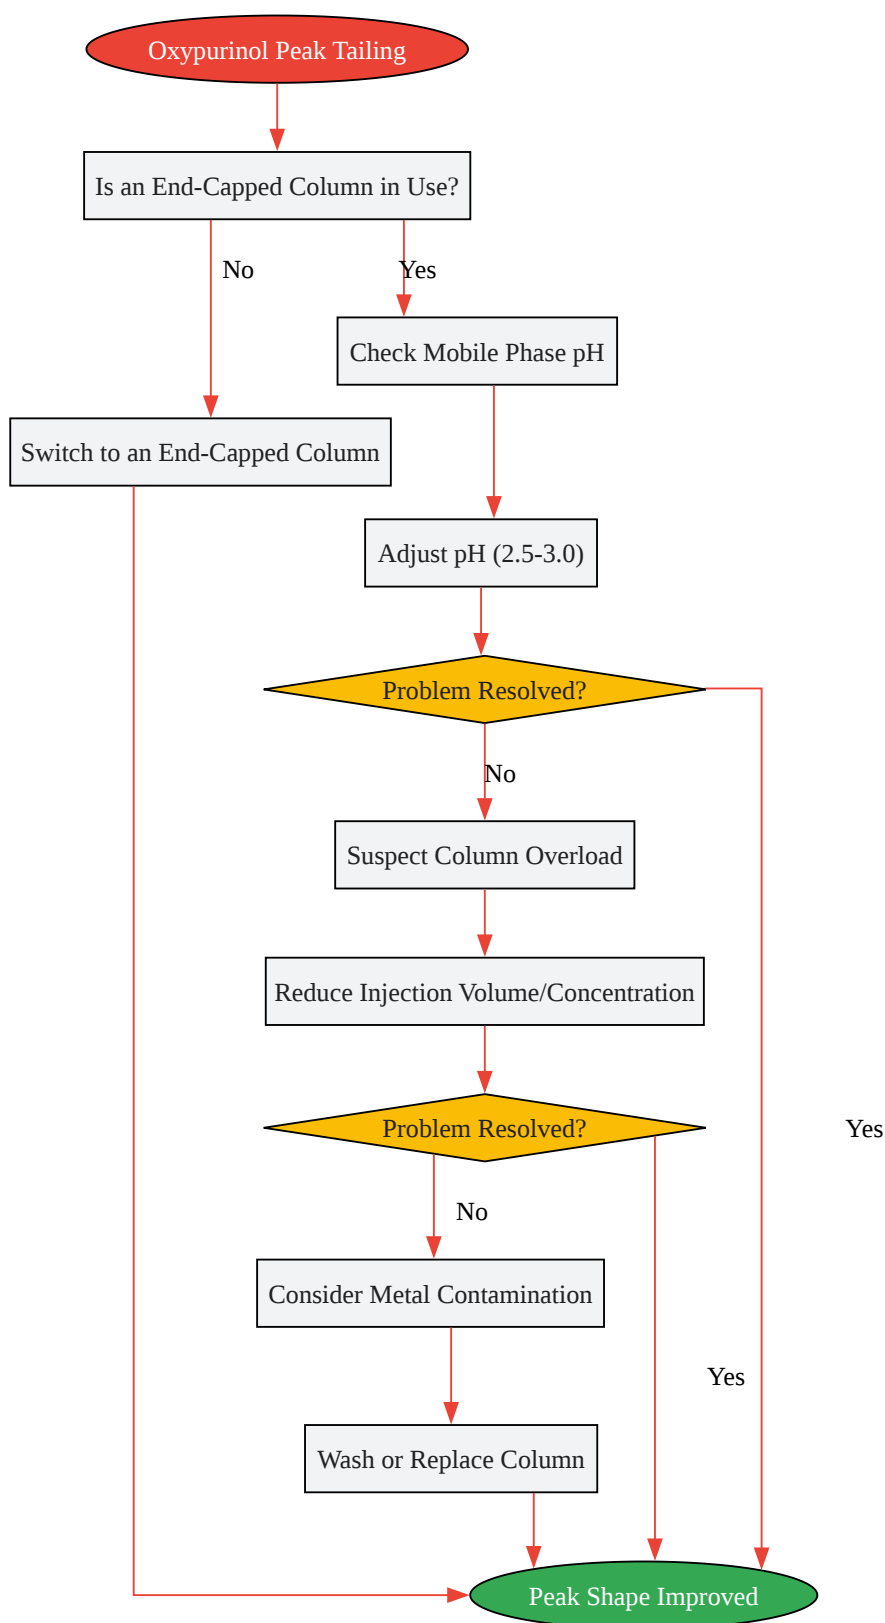 Oxypurinol Peak Tailing
Is an End-Capped Column in Use?
No
Yes
Check Mobile Phase pH
Switch to an End-Capped Column
Adjust pH (2.5-3.0)
Problem Resolved?
No
Suspect Column Overload
Reduce Injection Volume/Concentration
Problem Resolved?
Yes
No
Consider Metal Contamination
Yes
Wash or Replace Column
Peak Shape Improved